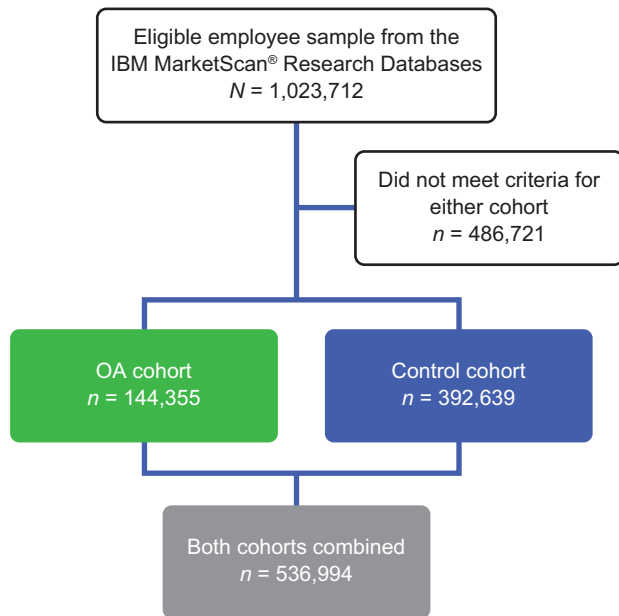 Eligible employee sample from the
IBM MarketScan® Research Databases
N = 1,023,712
Did not meet criteria for
either cohort
n = 486,721
OA cohort
n = 144,355
Control cohort
n = 392,639
Both cohorts combined
n = 536,994